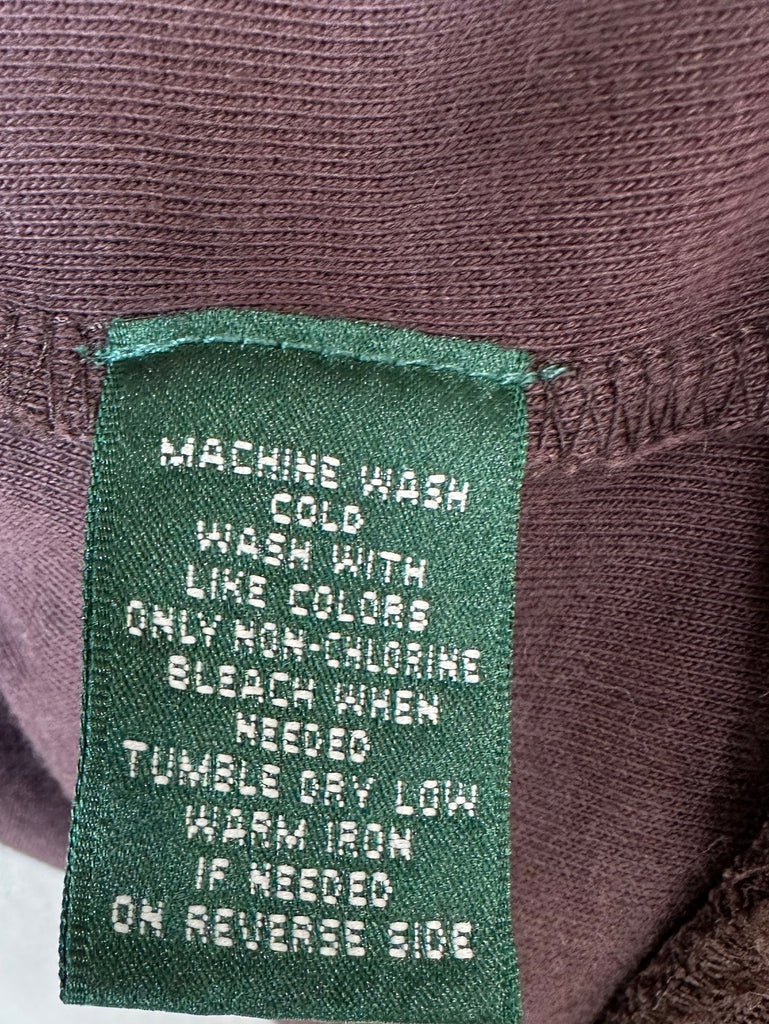 MACHINE WASH
COLD
WASH WITH
LIKE COLORS
ONLY NON-CHLORINE
BLEACH WHEN
NEEDED
TUMBLE DRY LOW
WARM IRON
IF NEEDED
ON REVERSE SIDE